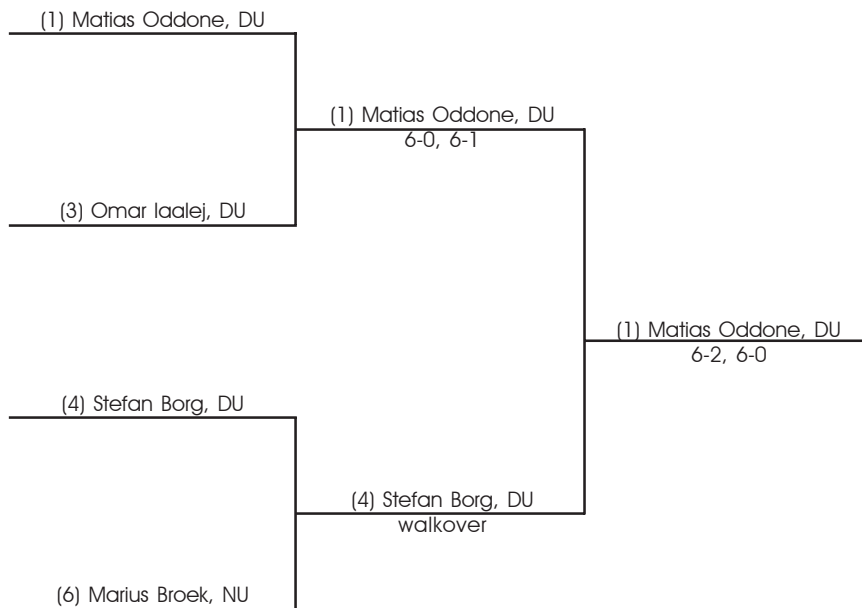 (1) Matias Oddone, DU
(1) Matias Oddone, DU
6-0, 6-1
(3) Omar Iaalej, DU
(1) Matias Oddone, DU
6-2, 6-0
(4) Stefan Borg, DU
(4) Stefan Borg, DU
walkover
(6) Marius Broek, NU